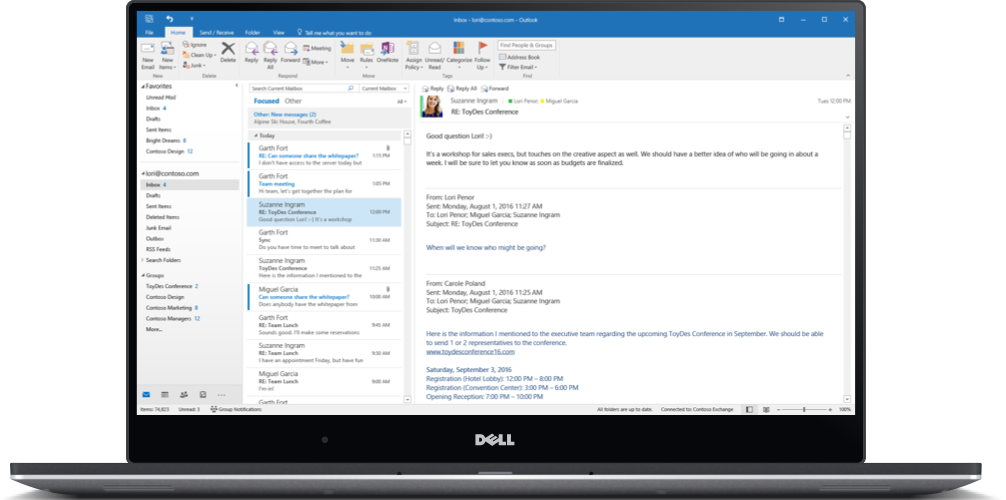 Inbox - lori@contoso.com - Outlook
File Home Send / Receive Folder View Tell me what you want to do
New Email
New Items
Ignore
Clean Up
Junk
Delete
Reply
Reply All
Forward
Meeting
More
Move
Rules
OneNote
Assign Policy
Unread/ Read
Categorize
Follow Up
Find People & Groups
Address Book
Filter Email
New Delete Respond Move Tags Find
Favorites
Unread Mail
Inbox 4
Drafts
Sent Items
Bright Dreams 8
Contoso Design 12
lori@contoso.com
Inbox 4
Drafts
Sent Items
Deleted Items
Junk Email
Outbox
RSS Feeds
Search Folders
Groups
ToyDes Conference 2
Contoso Design
Contoso Marketing 8
Contoso Managers 12
More...
Search Current Mailbox Current Mailbox
Focused Other All
Other: New messages (2)
Alpine Ski House, Fourth Coffee
Today
Garth Fort
RE: Can someone share the whitepaper? 1:15 PM
I don't have access to the server today but
Garth Fort
Team meeting 1:05 PM
Hi team, let's get together the plan for
Suzanne Ingram
RE: ToyDes Conference 12:00 PM
Good question Lori! :-) It's a workshop
Garth Fort
Sync 11:30 AM
Do you have time to meet to talk about
Suzanne Ingram
ToyDes Conference 11:25 AM
Here is the information I mentioned to the
Miguel Garcia
Can someone share the whitepaper? 10:00 AM
Does anybody have the whitepaper from
Garth Fort
RE: Team Lunch 9:45 AM
Sounds good. I'll make some reservations
Suzanne Ingram
RE: Team Lunch 9:30 AM
I have an appointment Friday, but have fun
Miguel Garcia
RE: Team Lunch 9:00 AM
I'm in!
Garth Fort
Reply Reply All Forward
Suzanne Ingram Lori Penor; Miguel Garcia Tues 12:00 PM
RE: ToyDes Conference
Good question Lori! :-)
It's a workshop for sales execs, but touches on the creative aspect as well. We should have a better idea of who will be going in about a
week. I will be sure to let you know as soon as budgets are finalized.
From: Lori Penor
Sent: Monday, August 1, 2016 11:27 AM
To: Lori Penor; Miguel Garcia; Suzanne Ingram
Subject: RE: ToyDes Conference
When will we know who might be going?
From: Carole Poland
Sent: Monday, August 1, 2016 11:25 AM
To: Lori Penor; Miguel Garcia; Suzanne Ingram
Subject: ToyDes Conference
Here is the information I mentioned to the executive team regarding the upcoming ToyDes Conference in September. We should be able
to send 1 or 2 representatives to the conference.
www.toydesconference16.com
Saturday, September 3, 2016
Registration (Hotel Lobby): 12:00 PM – 8:00 PM
Registration (Convention Center): 3:00 PM – 6:00 PM
Opening Reception: 7:00 PM – 10:00 PM
Items: 74,823 Unread: 3 Group Notifications All folders are up to date. Connected to: Contoso Exchange 100%
DELL